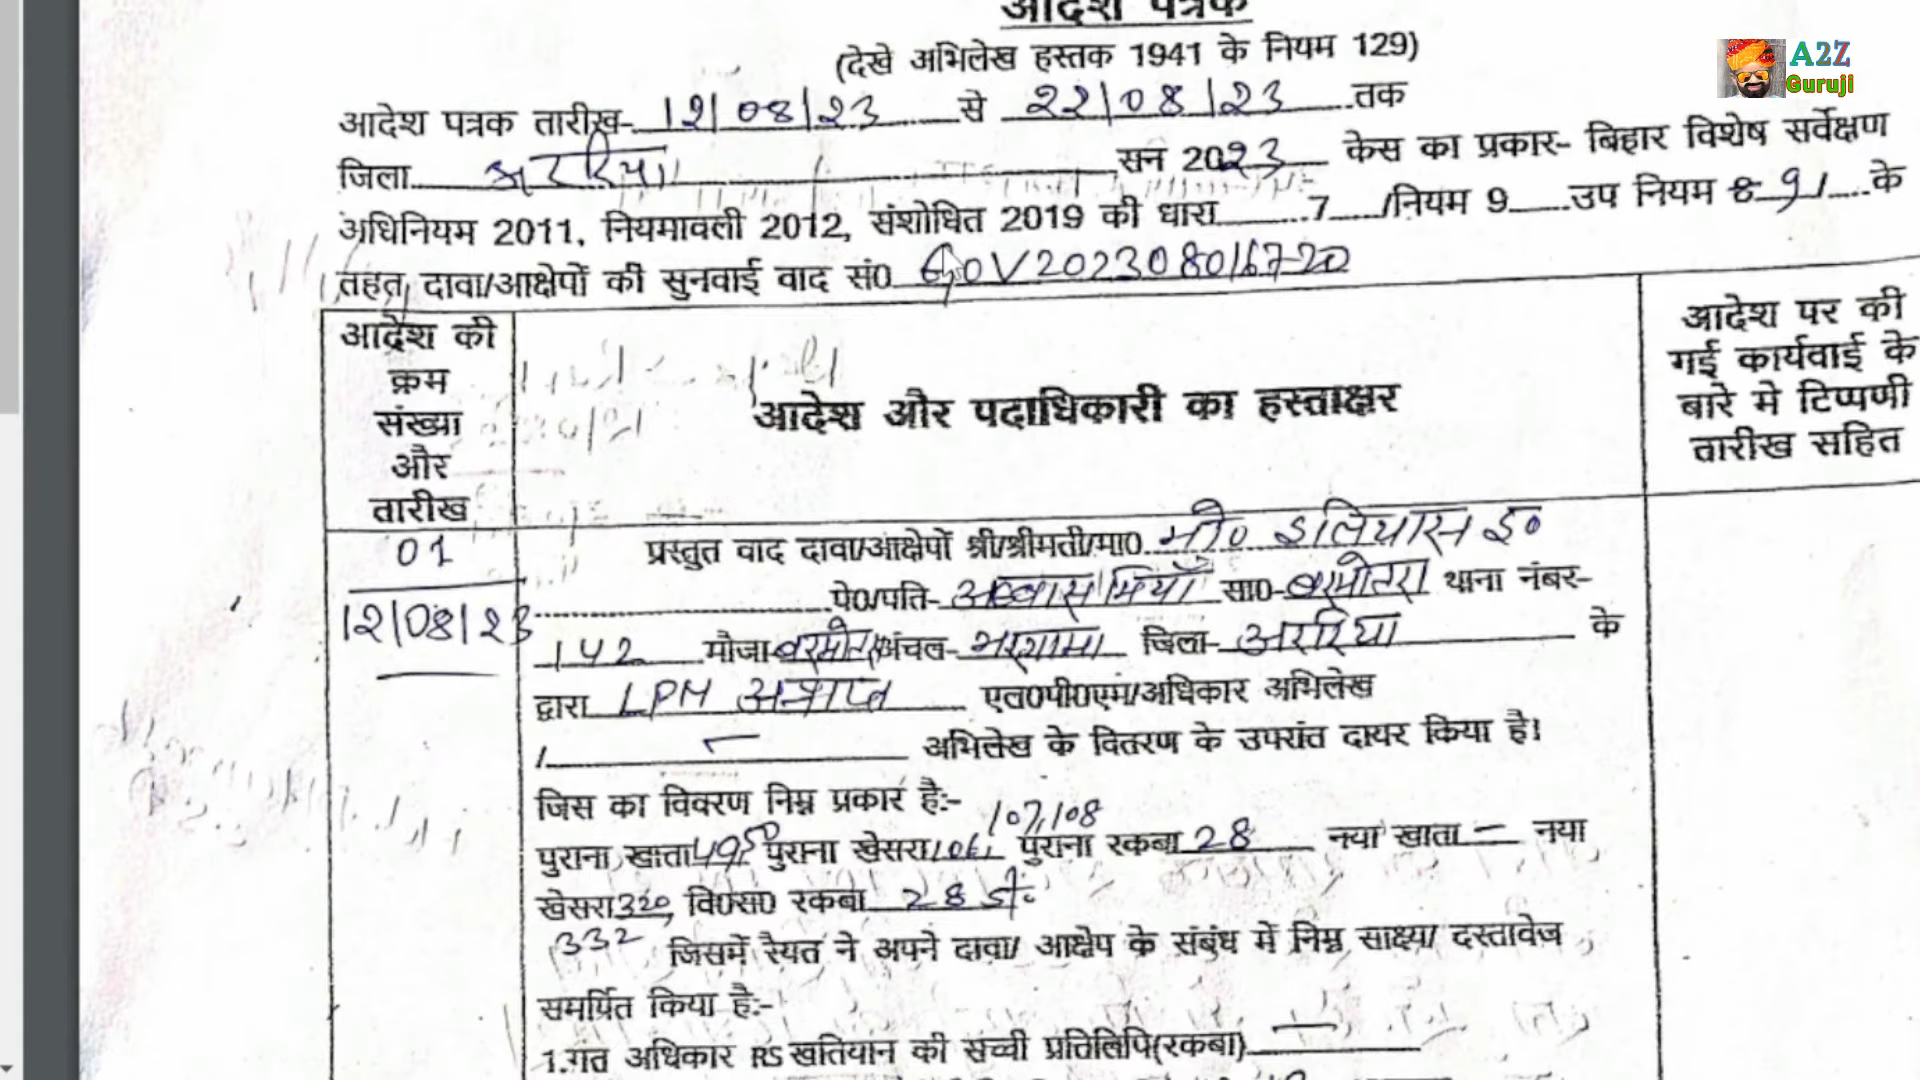 आदेश पत्रक
(देखे अभिलेख हस्तक 1941 के नियम 129)
A2Z
Guruji
आदेश पत्रक तारीख- 12/08/23 से 22/08/23 तक
जिला अररिया सन 2023 केस का प्रकार- बिहार विशेष सर्वेक्षण
अधिनियम 2011, नियमावली 2012, संशोधित 2019 की धारा 7 /नियम 9 उप नियम के
तहत दावा/आक्षेपों की सुनवाई वाद सं0
आदेश की
क्रम
संख्या
और
तारीख
आदेश और पदाधिकारी का हस्ताक्षर
आदेश पर की
गई कार्यवाई के
बारे मे टिप्पणी
तारीख सहित
01
12/08/23
प्रस्तुत वाद दावा/आक्षेपों श्री/श्रीमती/मा0 मो0 इलियास
पे0/पति- मियाँ सा0- थाना नंबर-
142 मौजा अंचल- भरगामा जिला- अररिया के
द्वारा LPM अप्राप्त एल0पी0एम/अधिकार अभिलेख
/ अभिलेख के वितरण के उपरांत दायर किया है।
जिस का विवरण निम्न प्रकार है:-
107,108
पुराना खाता पुराना खेसरा 106, पुराना रकबा 28 नया खाता — नया
खेसरा 320, वि0स0 रकबा 28
332 जिसमें रैयत ने अपने दावा/ आक्षेप के संबंध में निम्न साक्ष्य/ दस्तावेज
समर्पित किया है:-
1.गत अधिकार RS खतियान की सच्ची प्रतिलिपि(रकबा)